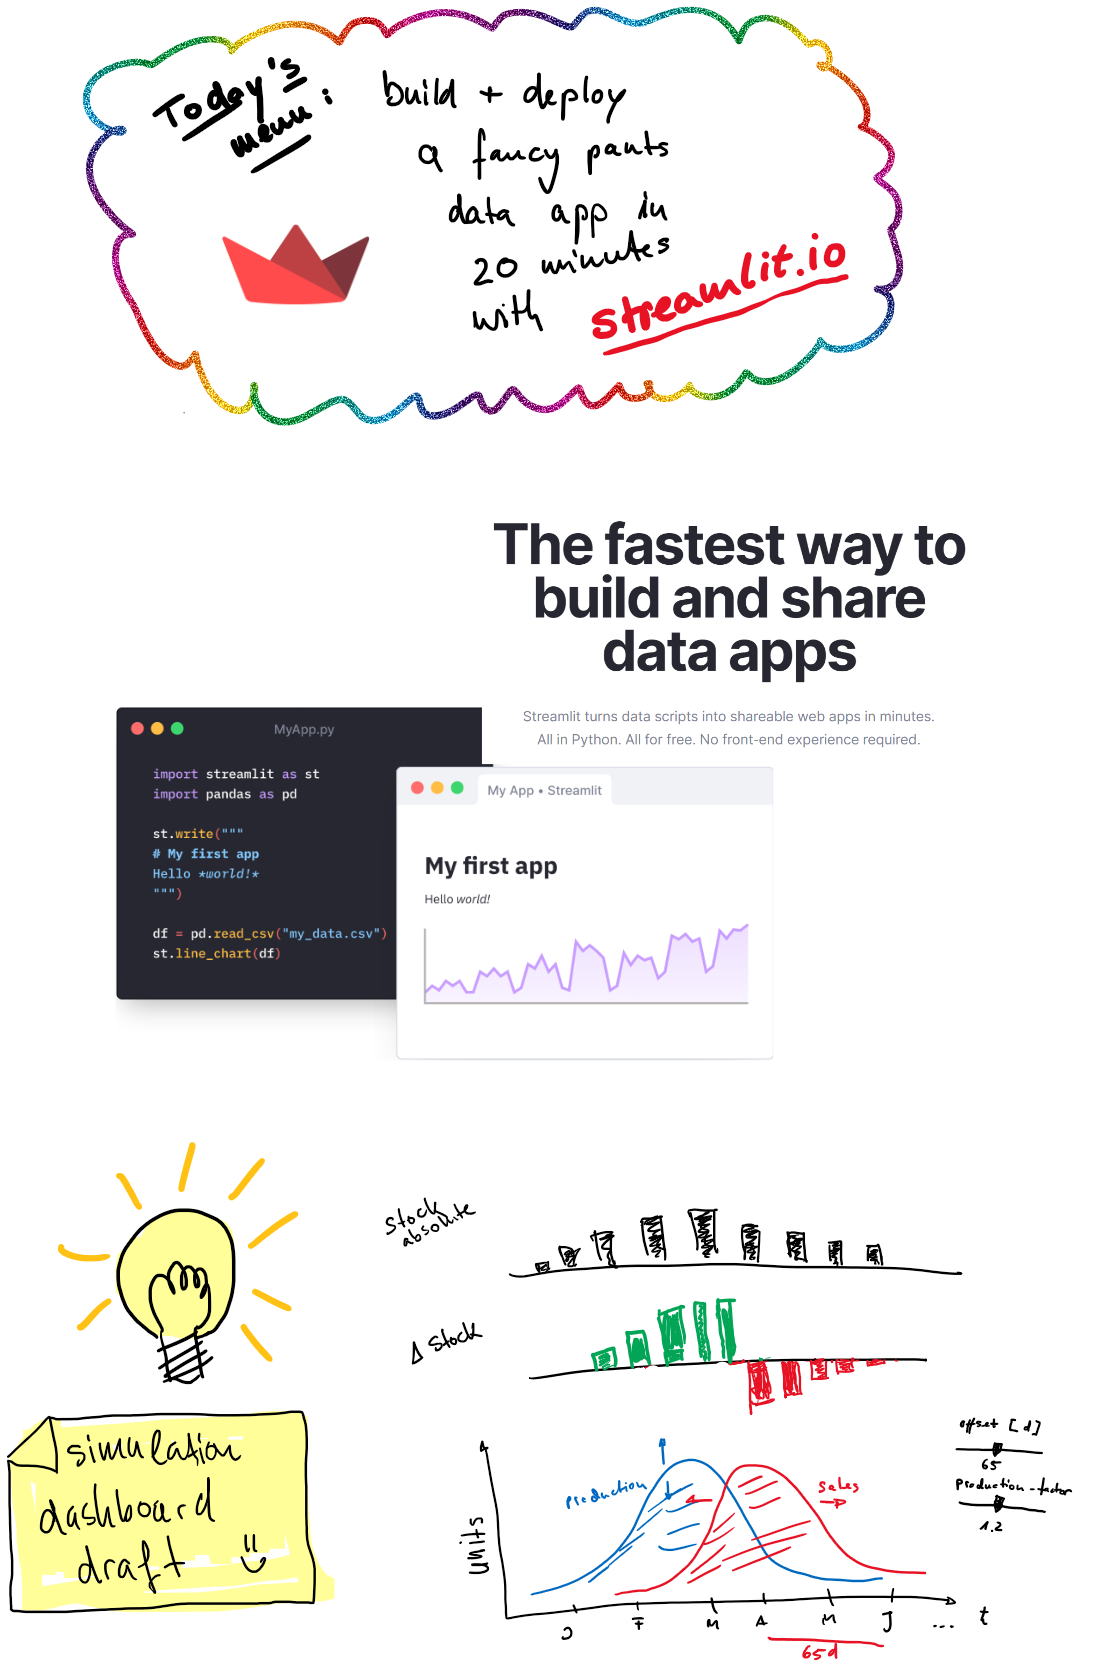 Today's
menu:
build + deploy
a fancy pants
data app in
20 minutes
with streamlit.io
The fastest way to
build and share
data apps
Streamlit turns data scripts into shareable web apps in minutes.
All in Python. All for free. No front-end experience required.
MyApp.py
import streamlit as st
import pandas as pd
st.write("""
# My first app
Hello *world!*
""")
df = pd.read_csv("my_data.csv")
st.line_chart(df)
My App • Streamlit
My first app
Hello world!
simulation
dashboard
draft
stock
absolute
Δ stock
units
production
sales
J F M A M J ... t
65d
offset [d]
65
production-factor
1.2